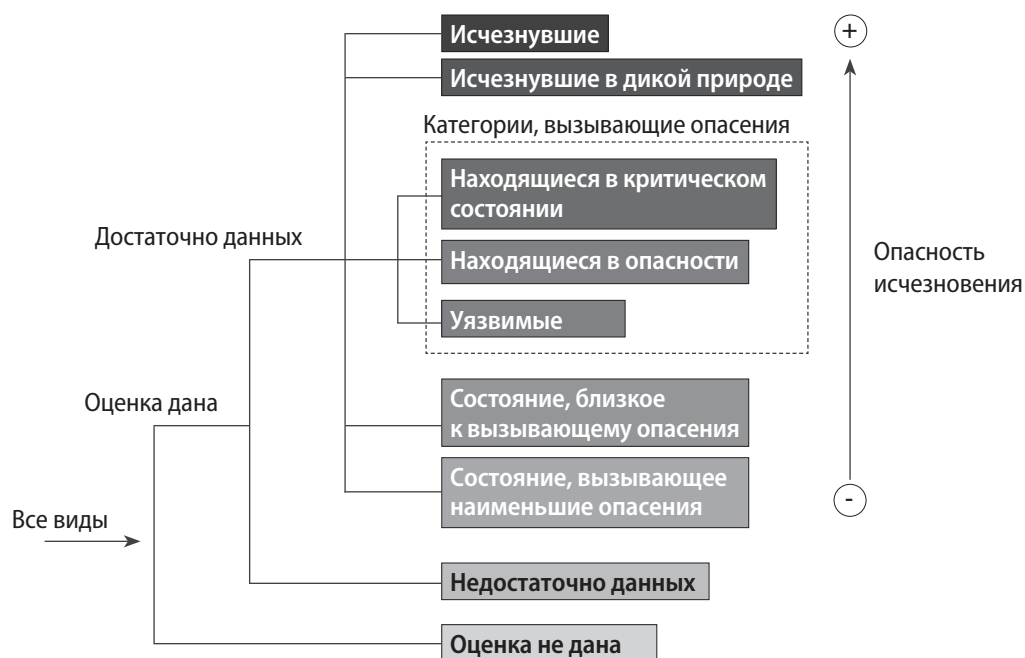 Исчезнувшие
+
Исчезнувшие в дикой природе
Категории, вызывающие опасения
Находящиеся в критическом
состоянии
Достаточно данных
Находящиеся в опасности
Опасность
исчезновения
Уязвимые
Состояние, близкое
к вызывающему опасения
Оценка дана
Состояние, вызывающее
наименьшие опасения
-
Все виды
Недостаточно данных
Оценка не дана